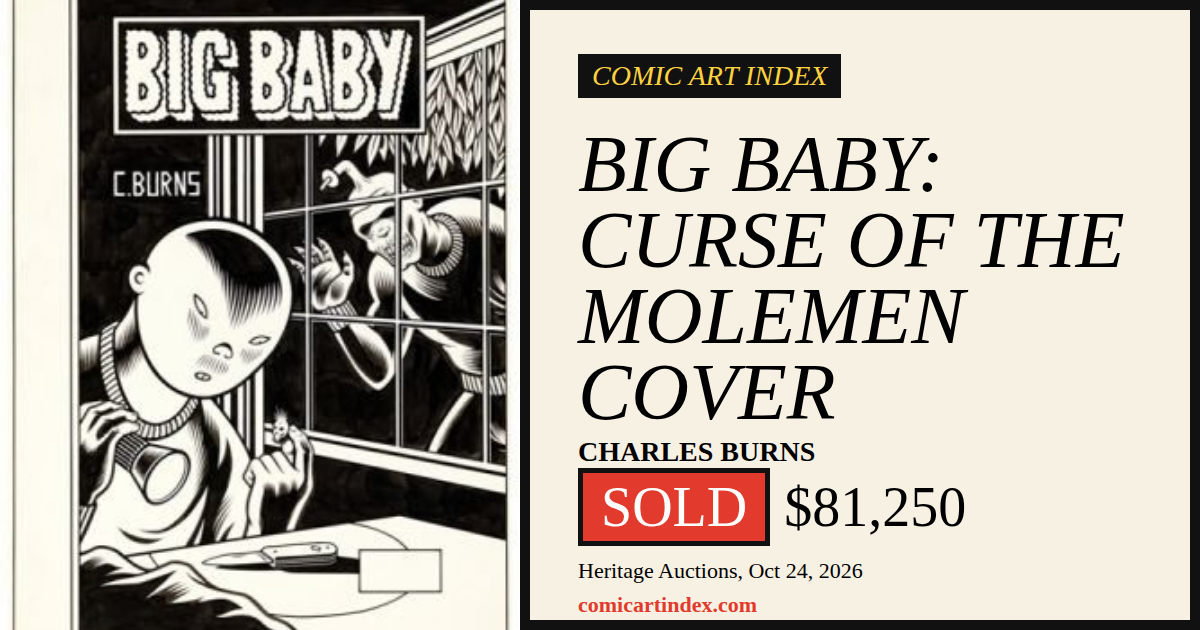 BIG BABY
C.BURNS
COMIC ART INDEX
BIG BABY:
CURSE OF THE
MOLEMEN
COVER
CHARLES BURNS
SOLD $81,250
Heritage Auctions, Oct 24, 2026
comicartindex.com